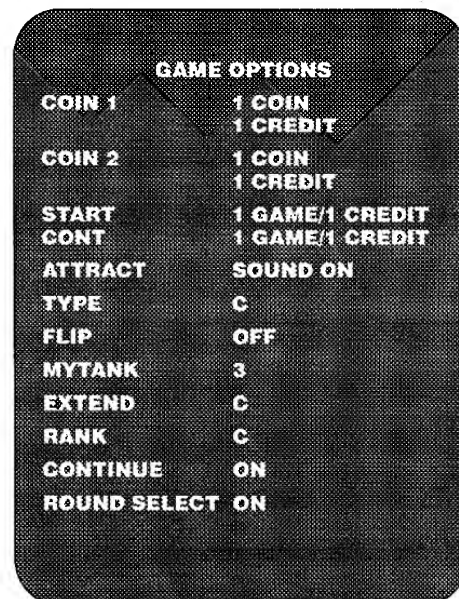 GAME OPTIONS
COIN 1 1 COIN
1 CREDIT
COIN 2 1 COIN
1 CREDIT
START 1 GAME/1 CREDIT
CONT 1 GAME/1 CREDIT
ATTRACT SOUND ON
TYPE C
FLIP OFF
MYTANK 3
EXTEND C
RANK C
CONTINUE ON
ROUND SELECT ON